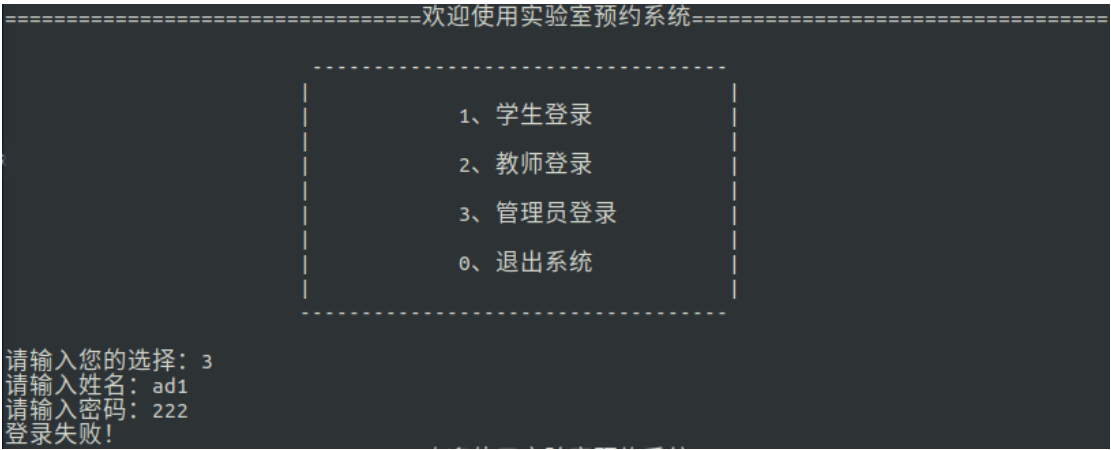 ==================================欢迎使用实验室预约系统==================================
----------------------------------
|                                  |
|            1、学生登录            |
|                                  |
|            2、教师登录            |
|                                  |
|            3、管理员登录          |
|                                  |
|            0、退出系统            |
|                                  |
-----------------------------------
请输入您的选择：3
请输入姓名：ad1
请输入密码：222
登录失败！